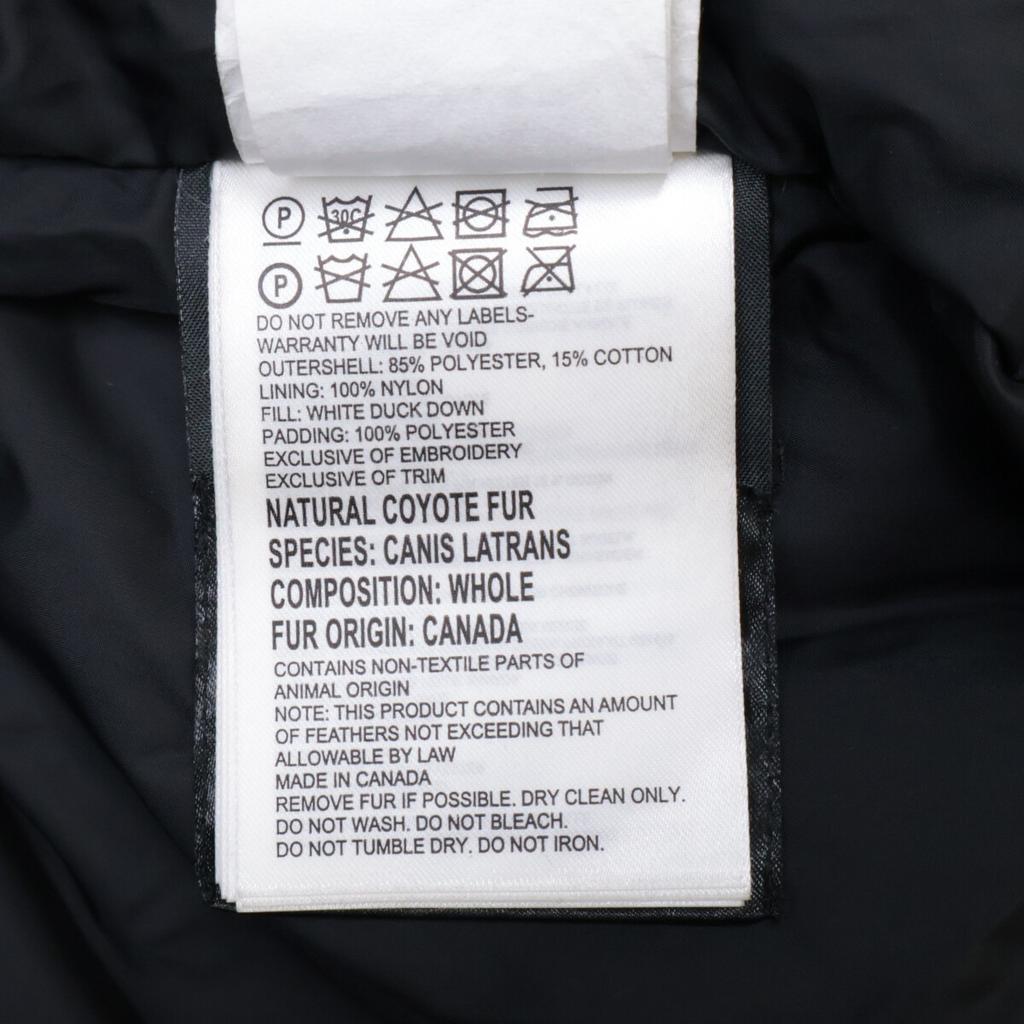 P 30C
P
DO NOT REMOVE ANY LABELS-
WARRANTY WILL BE VOID
OUTERSHELL: 85% POLYESTER, 15% COTTON
LINING: 100% NYLON
FILL: WHITE DUCK DOWN
PADDING: 100% POLYESTER
EXCLUSIVE OF EMBROIDERY
EXCLUSIVE OF TRIM
NATURAL COYOTE FUR
SPECIES: CANIS LATRANS
COMPOSITION: WHOLE
FUR ORIGIN: CANADA
CONTAINS NON-TEXTILE PARTS OF
ANIMAL ORIGIN
NOTE: THIS PRODUCT CONTAINS AN AMOUNT
OF FEATHERS NOT EXCEEDING THAT
ALLOWABLE BY LAW
MADE IN CANADA
REMOVE FUR IF POSSIBLE. DRY CLEAN ONLY.
DO NOT WASH. DO NOT BLEACH.
DO NOT TUMBLE DRY. DO NOT IRON.